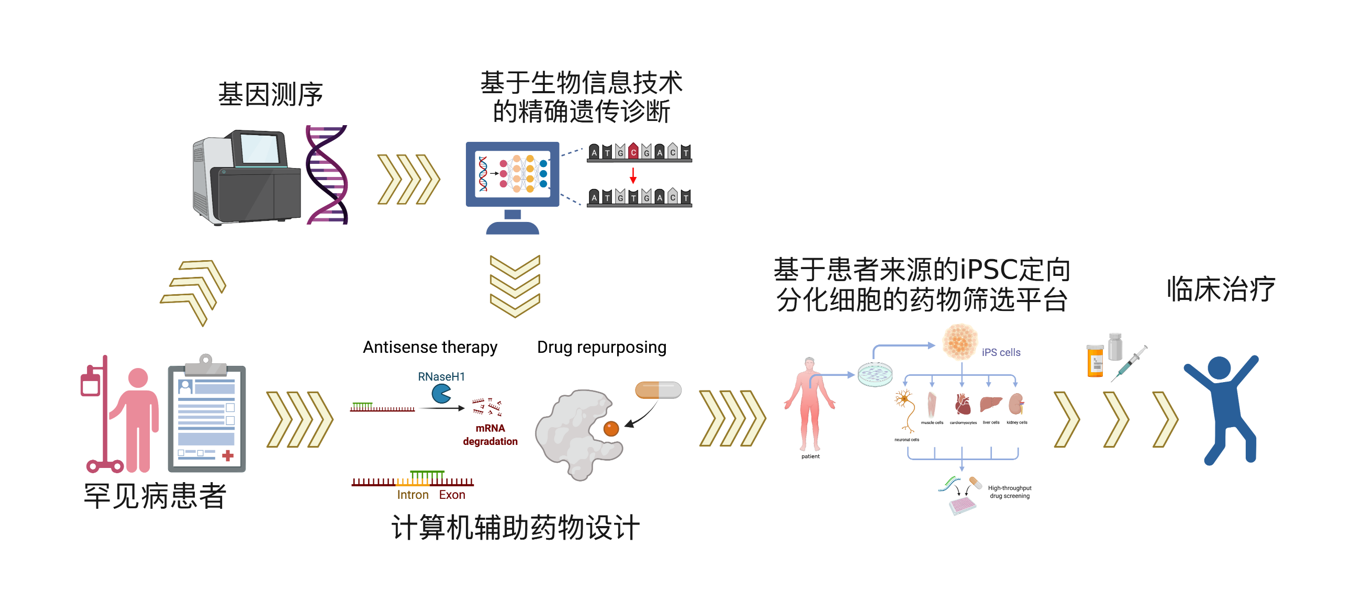 基因测序
基于生物信息技术
的精确遗传诊断
A T G C G A C T
A T G T G A C T
罕见病患者
Antisense therapy
RNaseH1
mRNA
degradation
Intron Exon
Drug repurposing
计算机辅助药物设计
基于患者来源的iPSC定向
分化细胞的药物筛选平台
iPS cells
patient
neuronal cells
muscle cells
cardiomyocytes
liver cells
kidney cells
High-throughput
drug screening
临床治疗